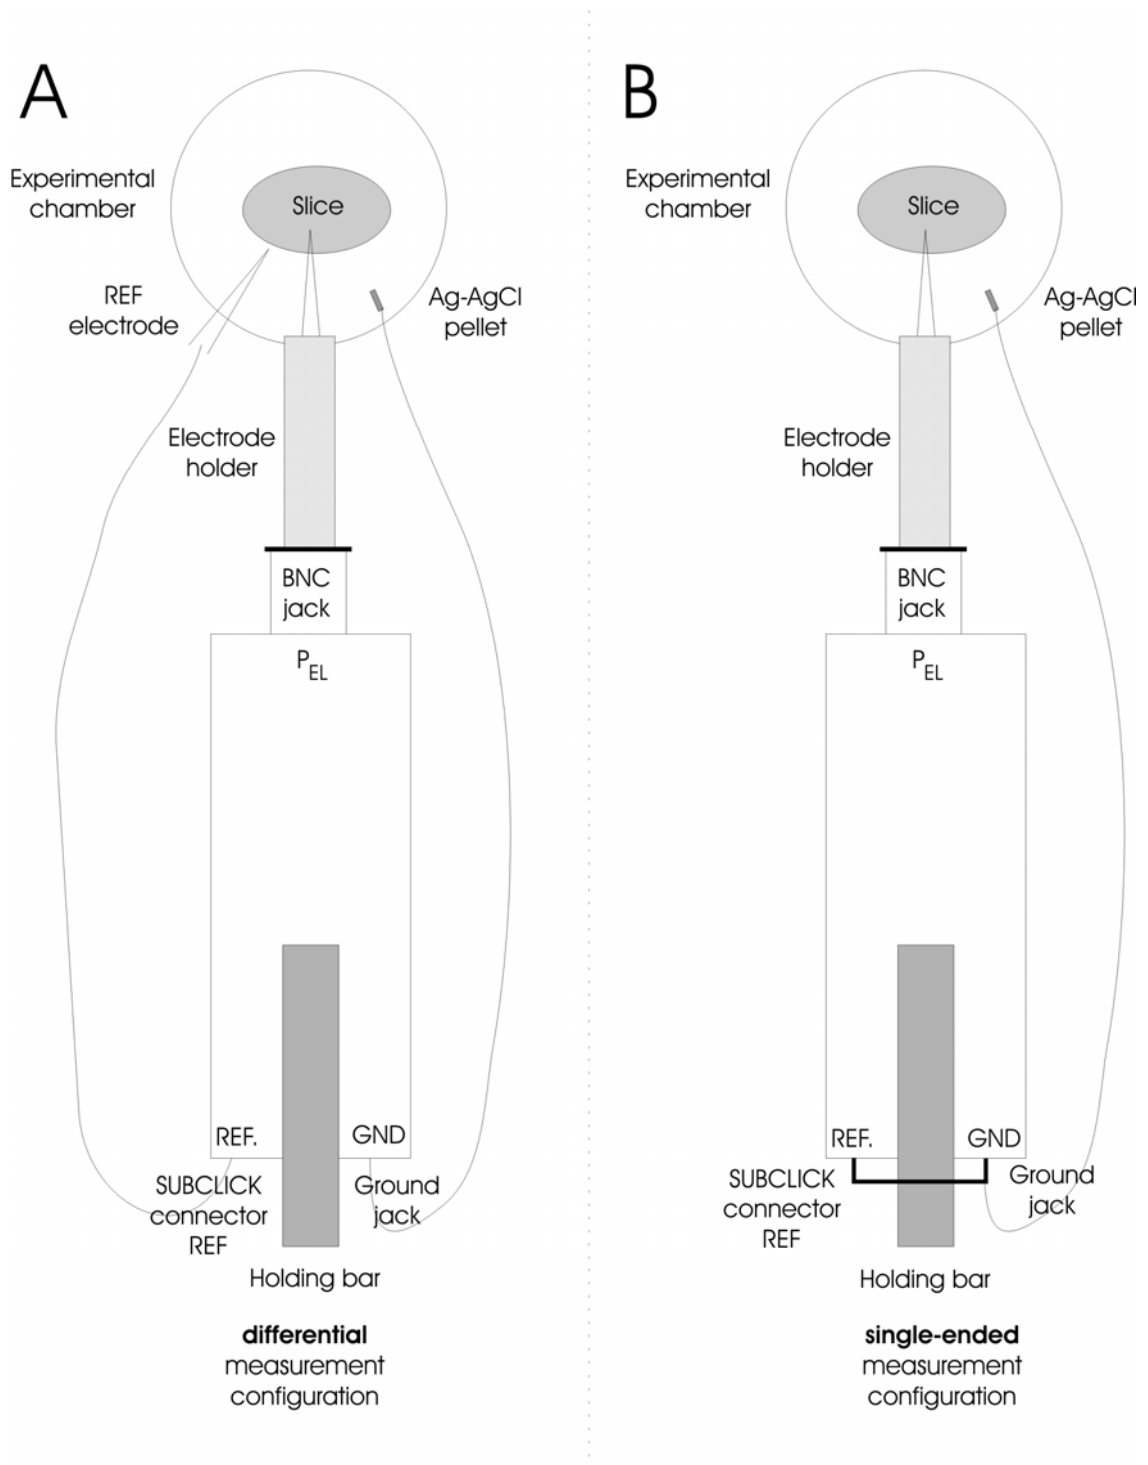 A
Experimental
chamber
Slice
REF
electrode
Ag-AgCl
pellet
Electrode
holder
BNC
jack
PEL
REF.
GND
SUBCLICK
connector
REF
Ground
jack
Holding bar
differential
measurement
configuration
B
Experimental
chamber
Slice
Ag-AgCl
pellet
Electrode
holder
BNC
jack
PEL
REF.
GND
SUBCLICK
connector
REF
Ground
jack
Holding bar
single-ended
measurement
configuration